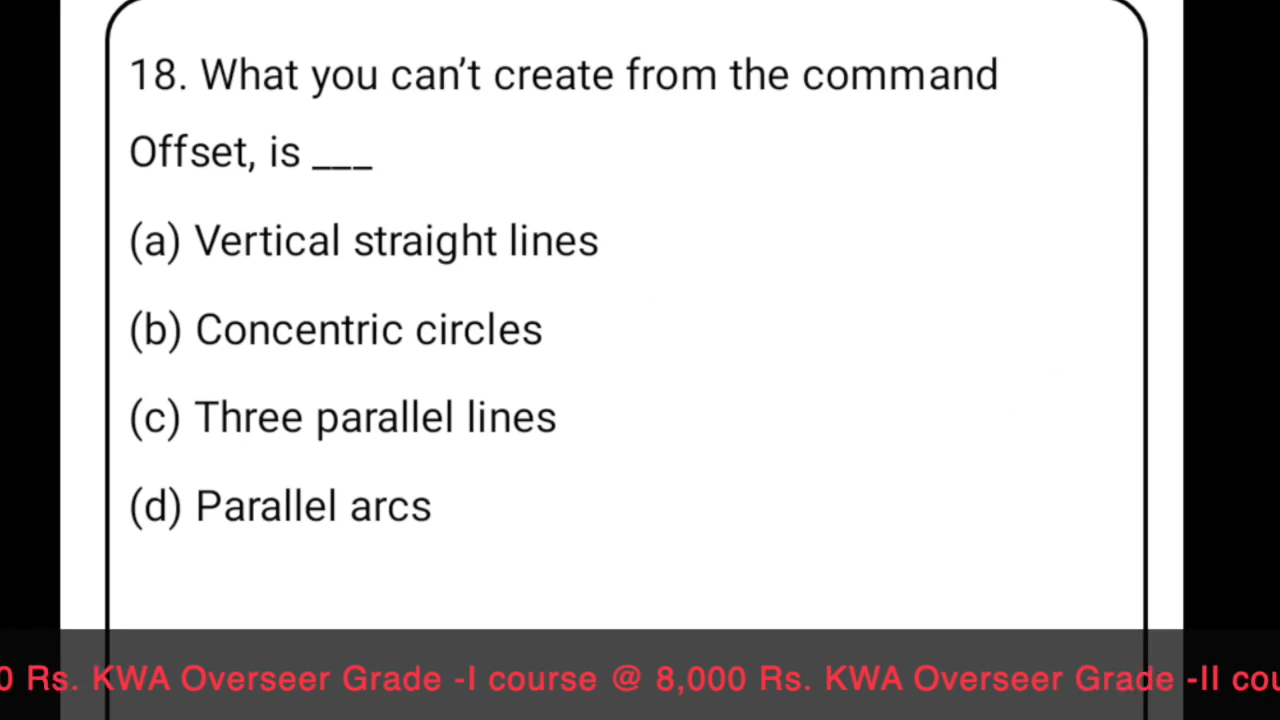 18. What you can’t create from the command
Offset, is ___
(a) Vertical straight lines
(b) Concentric circles
(c) Three parallel lines
(d) Parallel arcs
0 Rs. KWA Overseer Grade -I course @ 8,000 Rs. KWA Overseer Grade -II cou